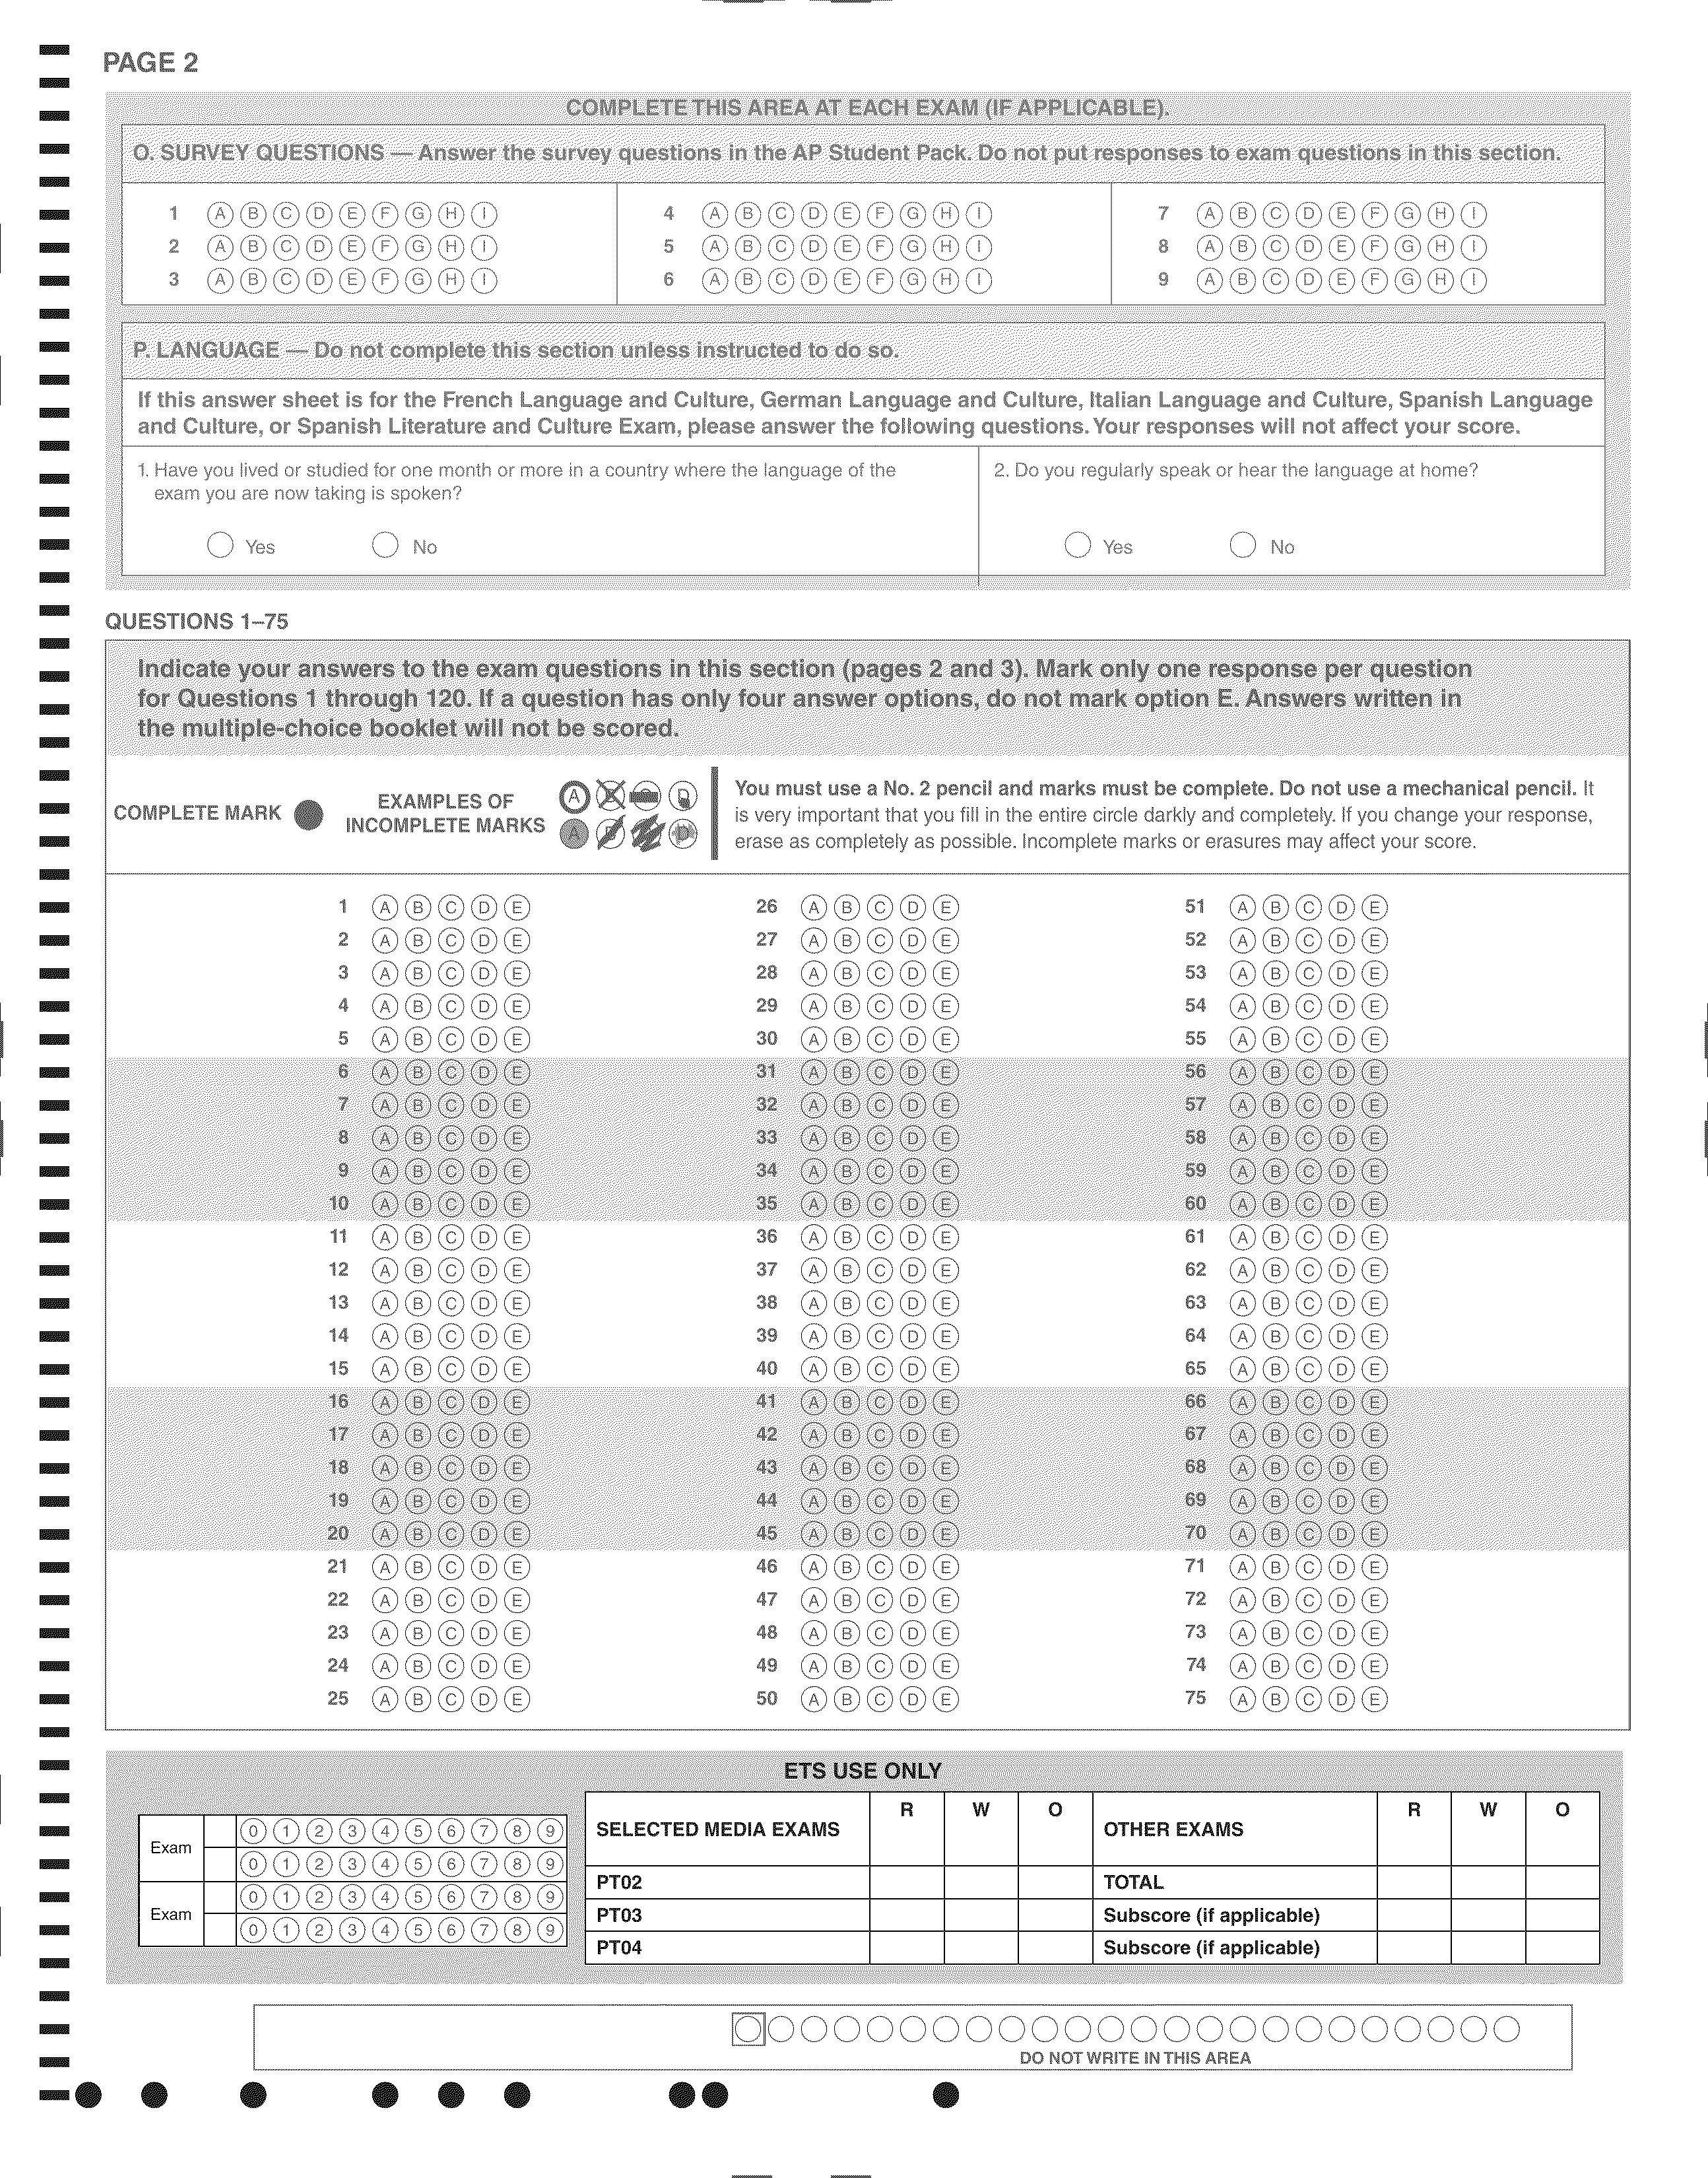 PAGE 2
COMPLETE THIS AREA AT EACH EXAM (IF APPLICABLE).
O. SURVEY QUESTIONS — Answer the survey questions in the AP Student Pack. Do not put responses to exam questions in this section.
1 A B C D E F G H I 4 A B C D E F G H I 7 A B C D E F G H I
2 A B C D E F G H I 5 A B C D E F G H I 8 A B C D E F G H I
3 A B C D E F G H I 6 A B C D E F G H I 9 A B C D E F G H I
P. LANGUAGE — Do not complete this section unless instructed to do so.
If this answer sheet is for the French Language and Culture, German Language and Culture, Italian Language and Culture, Spanish Language
and Culture, or Spanish Literature and Culture Exam, please answer the following questions. Your responses will not affect your score.
1. Have you lived or studied for one month or more in a country where the language of the
exam you are now taking is spoken?
Yes No
2. Do you regularly speak or hear the language at home?
Yes No
QUESTIONS 1–75
Indicate your answers to the exam questions in this section (pages 2 and 3). Mark only one response per question
for Questions 1 through 120. If a question has only four answer options, do not mark option E. Answers written in
the multiple-choice booklet will not be scored.
COMPLETE MARK
EXAMPLES OF
INCOMPLETE MARKS
You must use a No. 2 pencil and marks must be complete. Do not use a mechanical pencil. It
is very important that you fill in the entire circle darkly and completely. If you change your response,
erase as completely as possible. Incomplete marks or erasures may affect your score.
1 A B C D E 26 A B C D E 51 A B C D E
2 A B C D E 27 A B C D E 52 A B C D E
3 A B C D E 28 A B C D E 53 A B C D E
4 A B C D E 29 A B C D E 54 A B C D E
5 A B C D E 30 A B C D E 55 A B C D E
6 A B C D E 31 A B C D E 56 A B C D E
7 A B C D E 32 A B C D E 57 A B C D E
8 A B C D E 33 A B C D E 58 A B C D E
9 A B C D E 34 A B C D E 59 A B C D E
10 A B C D E 35 A B C D E 60 A B C D E
11 A B C D E 36 A B C D E 61 A B C D E
12 A B C D E 37 A B C D E 62 A B C D E
13 A B C D E 38 A B C D E 63 A B C D E
14 A B C D E 39 A B C D E 64 A B C D E
15 A B C D E 40 A B C D E 65 A B C D E
16 A B C D E 41 A B C D E 66 A B C D E
17 A B C D E 42 A B C D E 67 A B C D E
18 A B C D E 43 A B C D E 68 A B C D E
19 A B C D E 44 A B C D E 69 A B C D E
20 A B C D E 45 A B C D E 70 A B C D E
21 A B C D E 46 A B C D E 71 A B C D E
22 A B C D E 47 A B C D E 72 A B C D E
23 A B C D E 48 A B C D E 73 A B C D E
24 A B C D E 49 A B C D E 74 A B C D E
25 A B C D E 50 A B C D E 75 A B C D E
ETS USE ONLY
Exam 0 1 2 3 4 5 6 7 8 9
0 1 2 3 4 5 6 7 8 9
Exam 0 1 2 3 4 5 6 7 8 9
0 1 2 3 4 5 6 7 8 9
SELECTED MEDIA EXAMS R W O OTHER EXAMS R W O
PT02 TOTAL
PT03 Subscore (if applicable)
PT04 Subscore (if applicable)
DO NOT WRITE IN THIS AREA